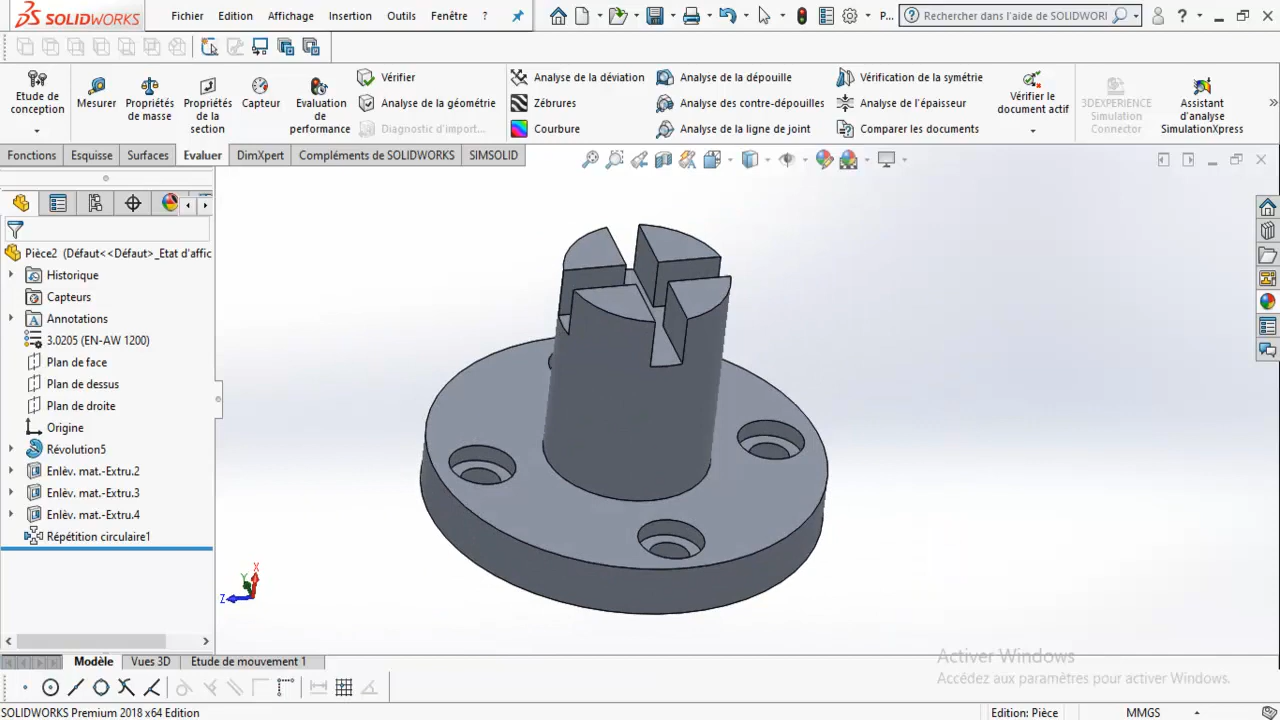 SOLIDWORKS Fichier Edition Affichage Insertion Outils Fenêtre ? P... Rechercher dans l'aide de SOLIDWORI ?
Etude de conception
Mesurer
Propriétés de masse
Propriétés de la section
Capteur
Evaluation de performance
Vérifier
Analyse de la géométrie
Diagnostic d'import...
Analyse de la déviation
Zébrures
Courbure
Analyse de la dépouille
Analyse des contre-dépouilles
Analyse de la ligne de joint
Vérification de la symétrie
Analyse de l'épaisseur
Comparer les documents
Vérifier le document actif
3DEXPERIENCE Simulation Connector
Assistant d'analyse SimulationXpress
Fonctions Esquisse Surfaces Evaluer DimXpert Compléments de SOLIDWORKS SIMSOLID
Pièce2 (Défaut<<Défaut>_Etat d'affic
Historique
Capteurs
Annotations
3.0205 (EN-AW 1200)
Plan de face
Plan de dessus
Plan de droite
Origine
Révolution5
Enlèv. mat.-Extru.2
Enlèv. mat.-Extru.3
Enlèv. mat.-Extru.4
Répétition circulaire1
X
Y
Z
Activer Windows
Accédez aux paramètres pour activer Windows.
Modèle Vues 3D Etude de mouvement 1
SOLIDWORKS Premium 2018 x64 Edition Edition: Pièce MMGS